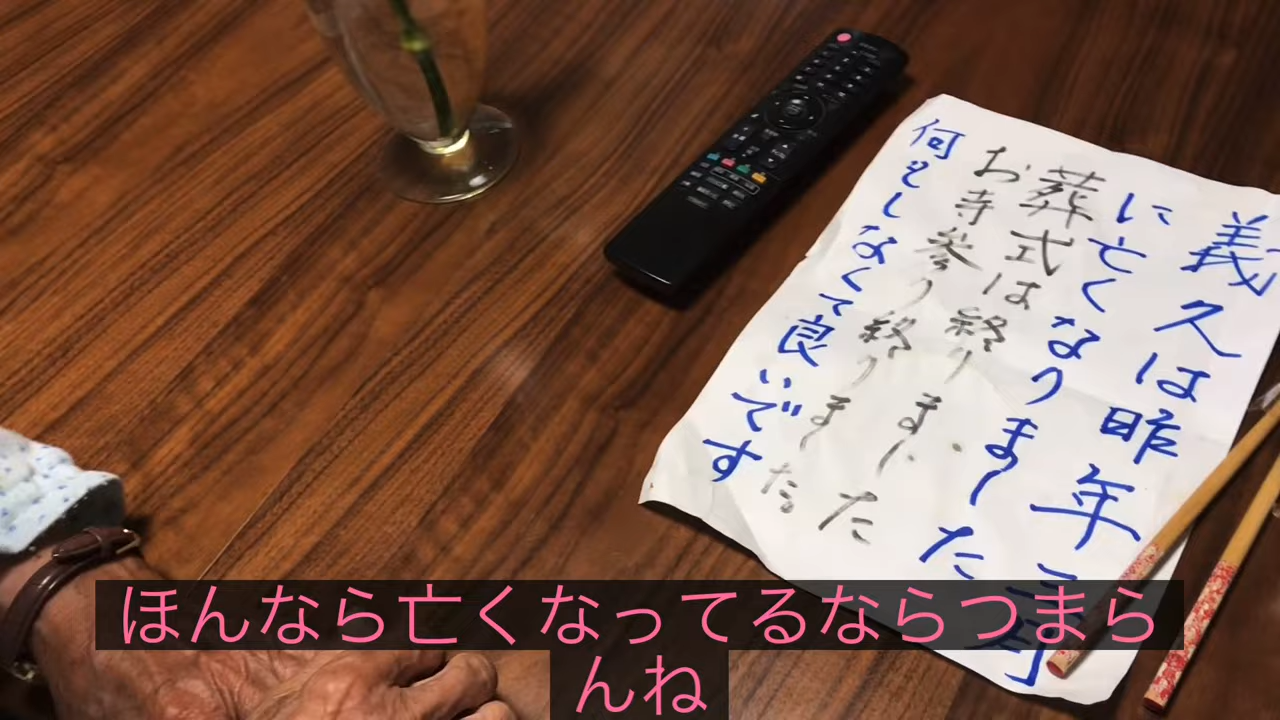 義久は昨年三月
に亡くなりました
葬式は終りました
お寺参り終りました
何もしなくて良いです
ほんなら亡くなってるならつまら
んね